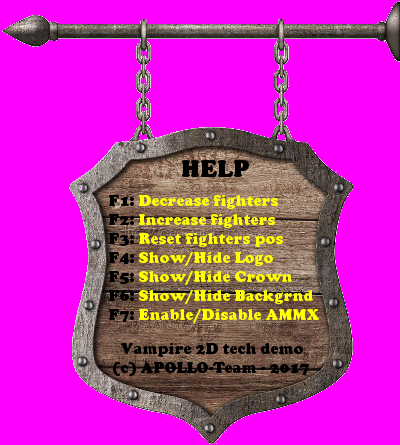 HELP
F1: Decrease fighters
F2: Increase fighters
F3: Reset fighters pos
F4: Show/Hide Logo
F5: Show/Hide Crown
F6: Show/Hide Backgrnd
F7: Enable/Disable AMMX
Vampire 2D tech demo
(c) APOLLO-Team - 2017